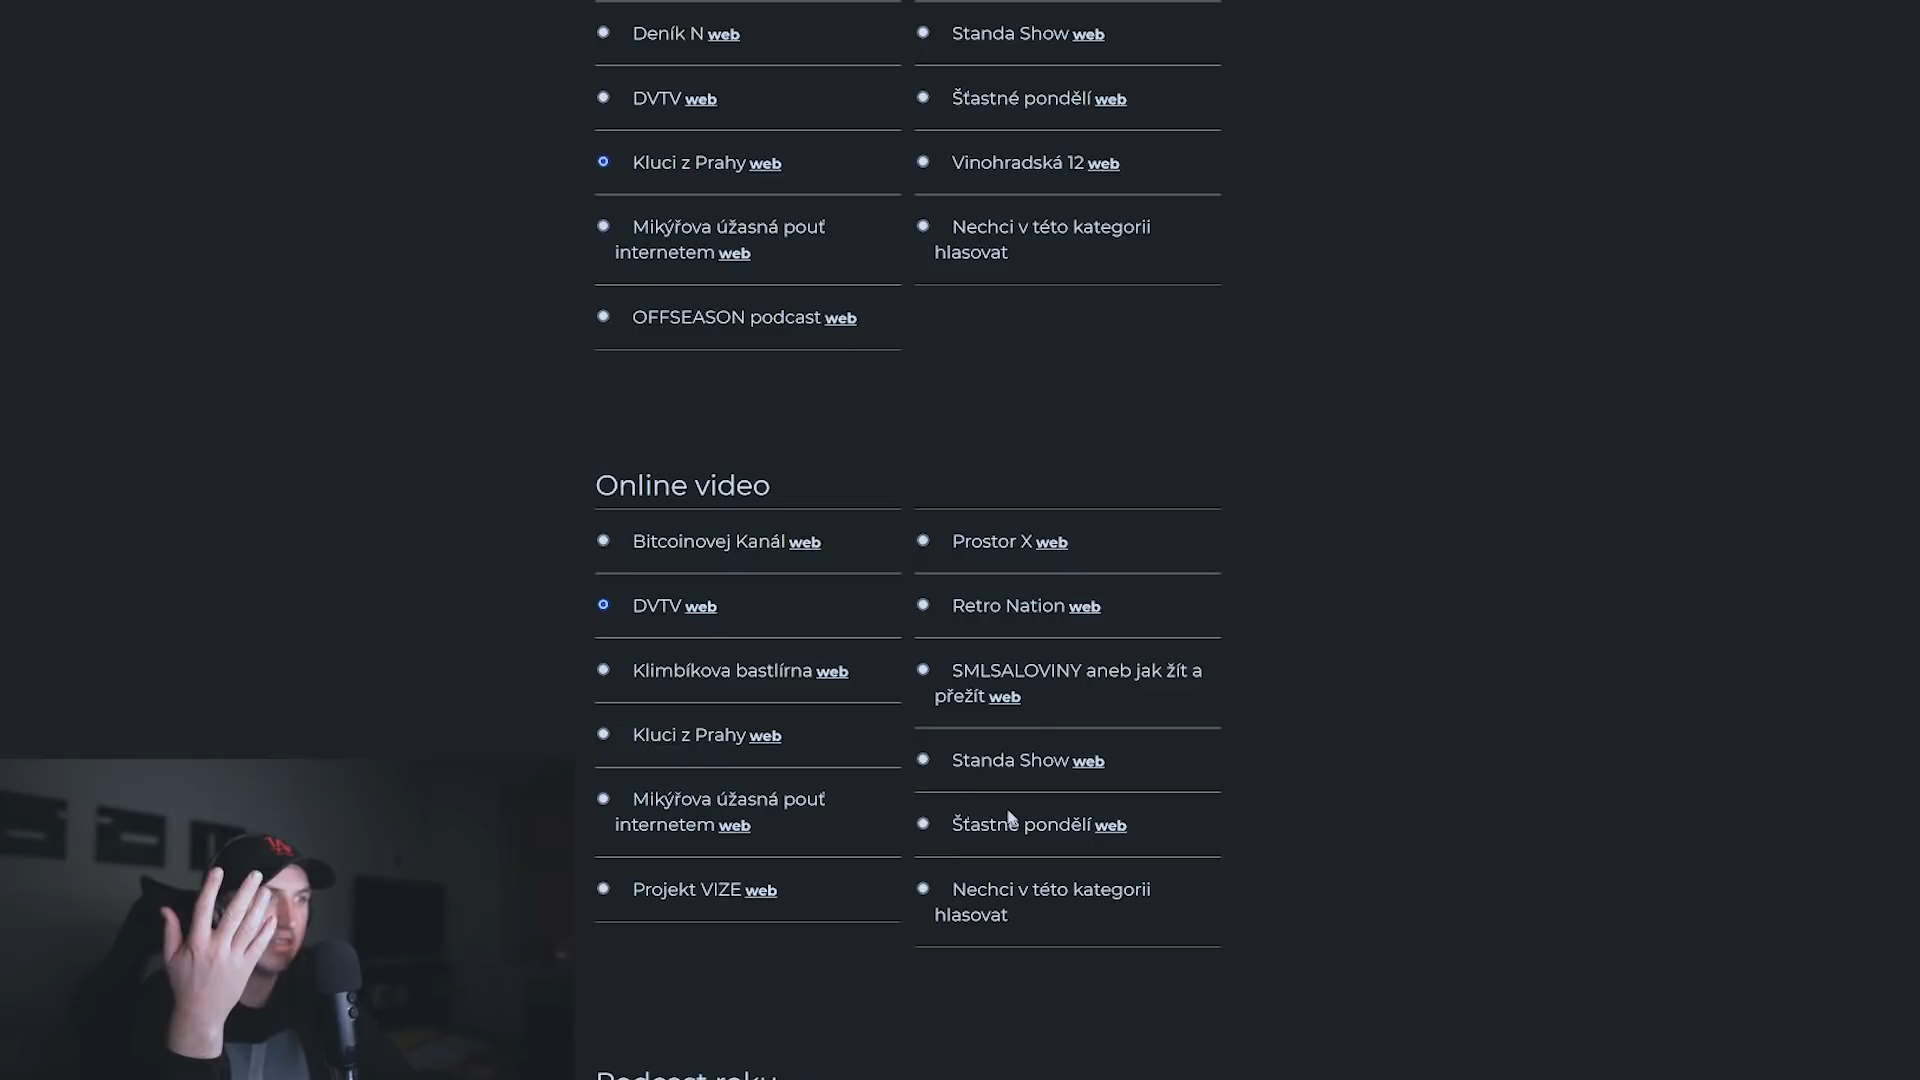 Deník N web
DVTV web
Kluci z Prahy web
Mikýřova úžasná pouť
internetem web
OFFSEASON podcast web
Standa Show web
Šťastné pondělí web
Vinohradská 12 web
Nechci v této kategorii
hlasovat
Online video
Bitcoinovej Kanál web
DVTV web
Klimbíkova bastlírna web
Kluci z Prahy web
Mikýřova úžasná pouť
internetem web
Projekt VIZE web
Prostor X web
Retro Nation web
SMLSALOVINY aneb jak žít a
přežít web
Standa Show web
Šťastné pondělí web
Nechci v této kategorii
hlasovat
Podcast roku
LA